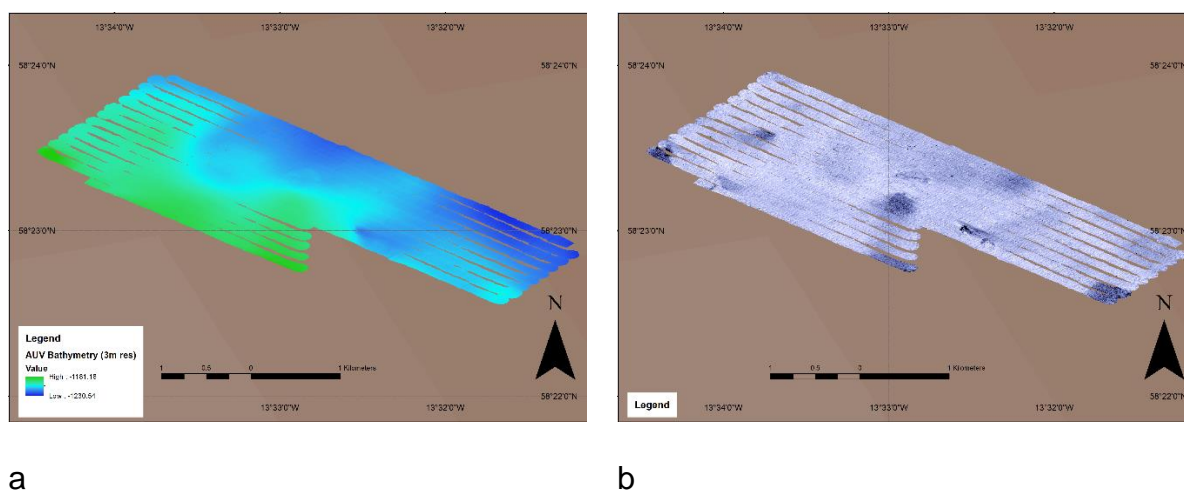 13°34'0"W 13°33'0"W 13°32'0"W
58°24'0"N 58°24'0"N
58°23'0"N 58°23'0"N
N
Legend
AUV Bathymetry (3m res)
Value
High : -1181.18
Low : -1230.64
1 0.5 0 1 Kilometers
58°22'0"N
13°33'0"W 13°32'0"W
a
13°34'0"W 13°33'0"W 13°32'0"W
58°24'0"N 58°24'0"N
58°23'0"N 58°23'0"N
N
1 0.5 0 1 Kilometers
Legend
58°22'0"N
13°34'0"W 13°33'0"W 13°32'0"W
b